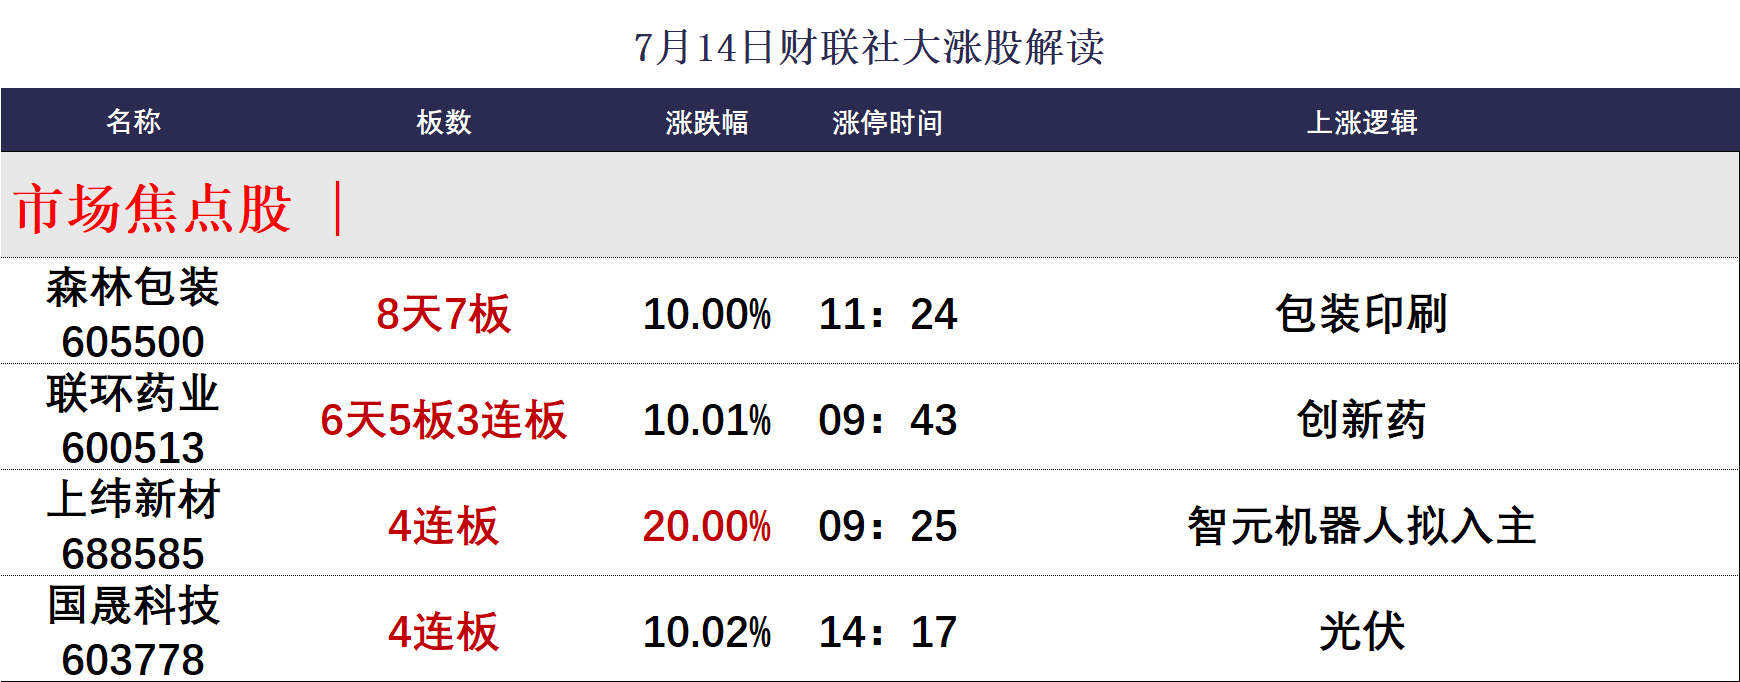 7月14日财联社大涨股解读
名称 板数 涨跌幅 涨停时间 上涨逻辑
市场焦点股 |
森林包装
605500 8天7板 10.00% 11：24 包装印刷
联环药业
600513 6天5板3连板 10.01% 09：43 创新药
上纬新材
688585 4连板 20.00% 09：25 智元机器人拟入主
国晟科技
603778 4连板 10.02% 14：17 光伏